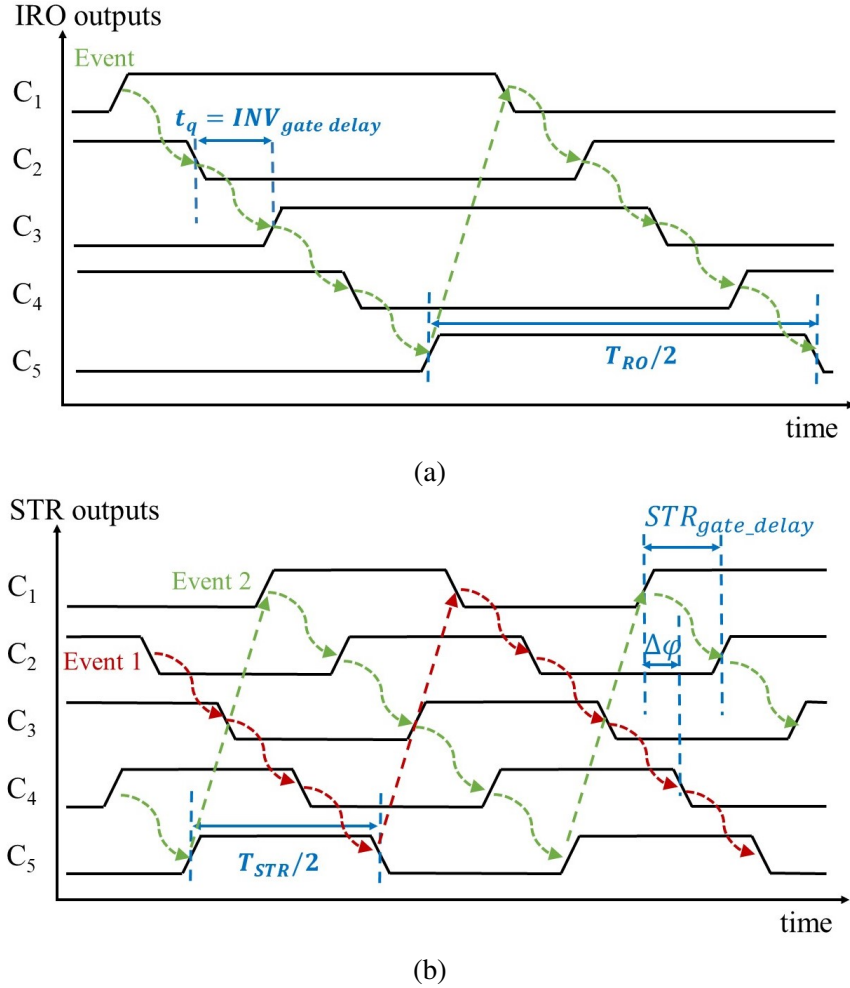 IRO outputs
Event
C₁
t_q = INV_gate delay
C₂
C₃
C₄
T_RO/2
C₅
time
(a)
STR outputs
STR_gate_delay
C₁
Event 2
C₂
Event 1
Δφ
C₃
C₄
T_STR/2
C₅
time
(b)